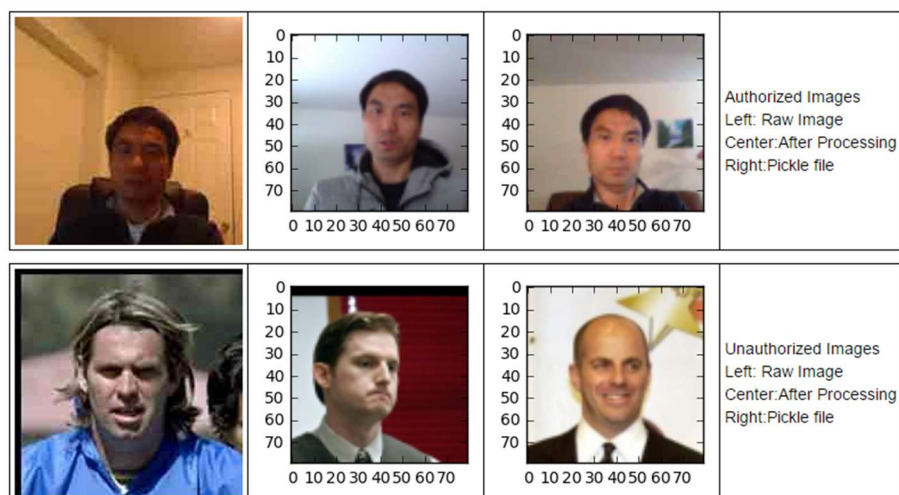 0
10
20
30
40
50
60
70
0 10 20 30 40 50 60 70
0
10
20
30
40
50
60
70
0 10 20 30 40 50 60 70
Authorized Images
Left: Raw Image
Center:After Processing
Right:Pickle file
0
10
20
30
40
50
60
70
0 10 20 30 40 50 60 70
0
10
20
30
40
50
60
70
0 10 20 30 40 50 60 70
Unauthorized Images
Left: Raw Image
Center:After Processing
Right:Pickle file